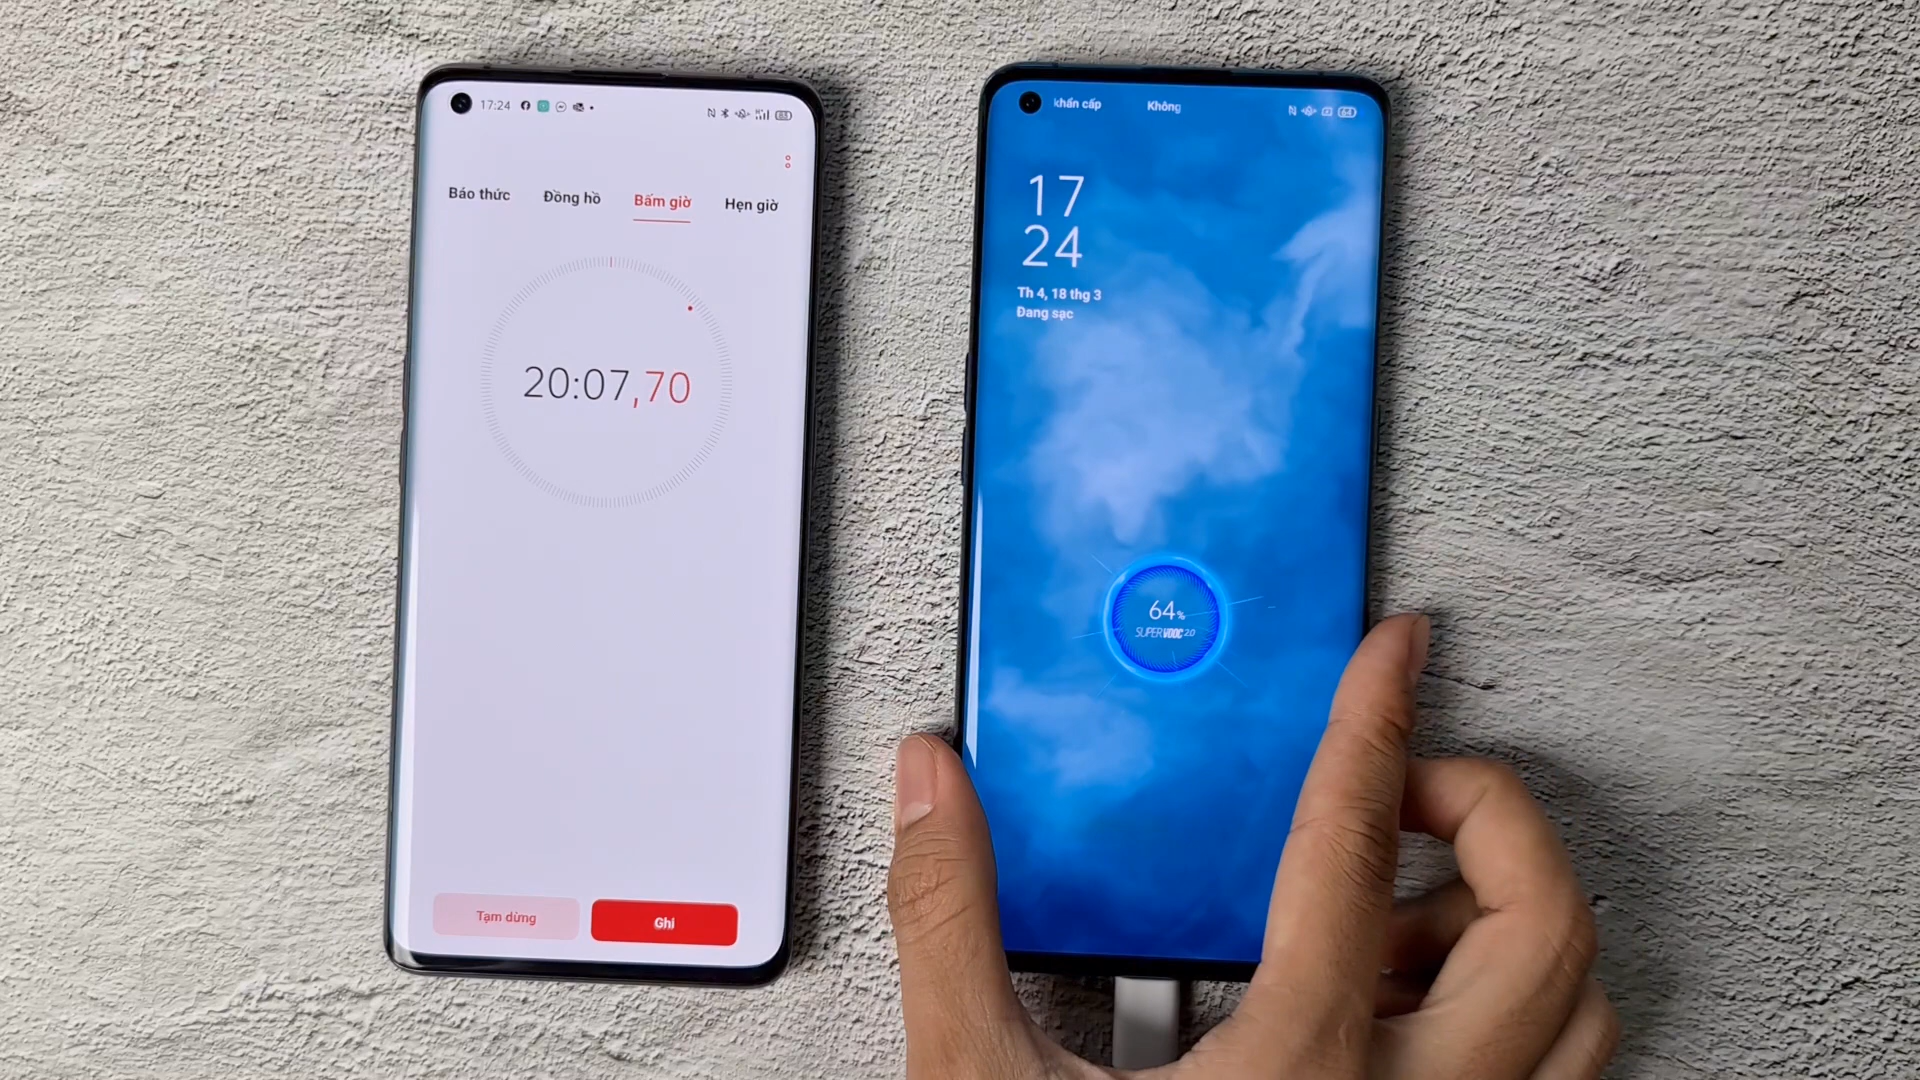 17:24
Báo thức Đồng hồ Bấm giờ Hẹn giờ
20:07,70
Tạm dừng Ghi
khẩn cấp Không
64
17
24
Th 4, 18 thg 3
Đang sạc
64%
SUPERVOOC 2.0